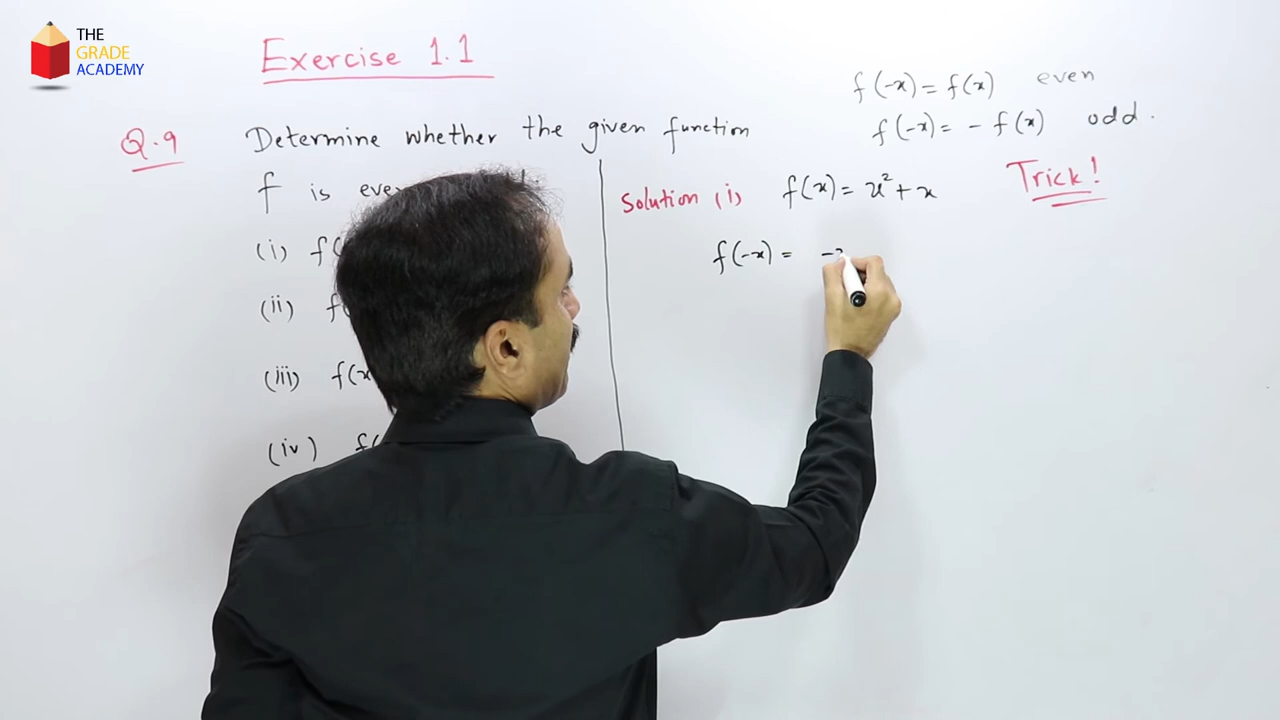 THE
GRADE
ACADEMY
Exercise 1.1
f(-x) = f(x) even
f(-x) = - f(x) odd.
Q.9 Determine whether the given function
f is
(i) f(
(ii) f(
(iii) f(x
(iv) f(
Solution (i) f(x) = x² + x
Trick!
f(-x) =